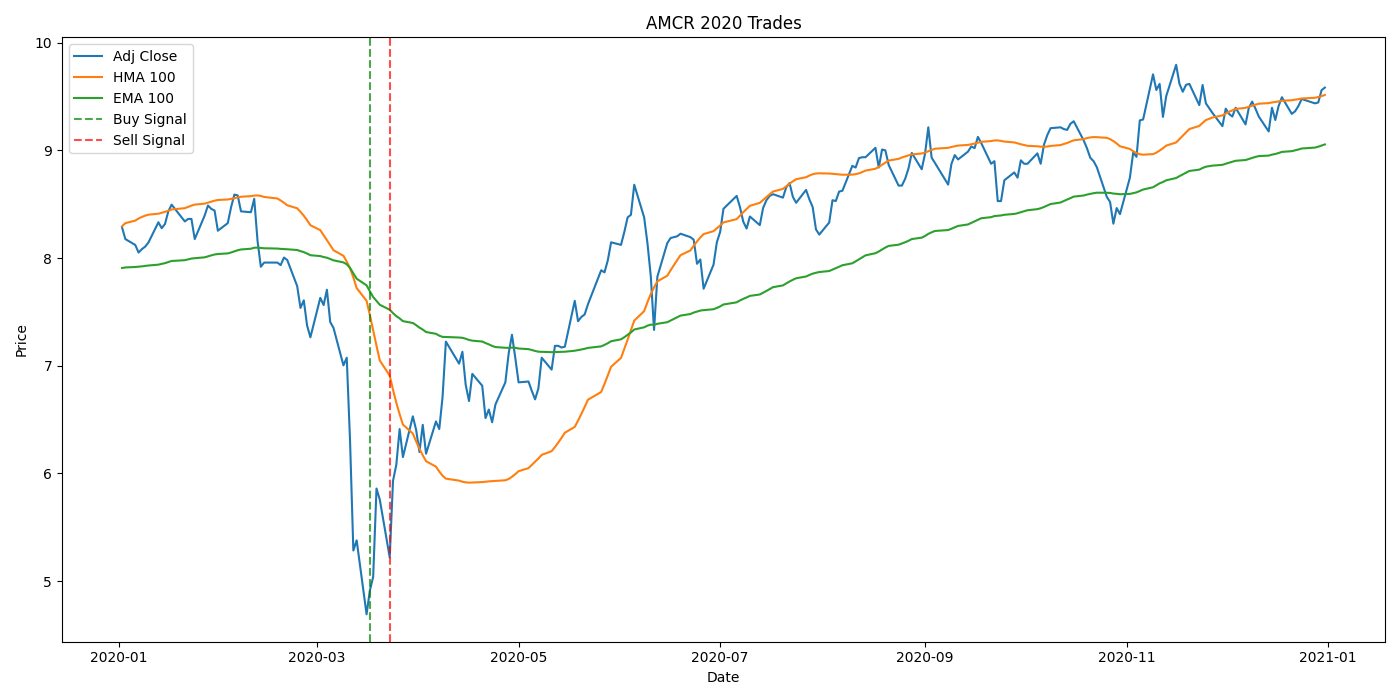 AMCR 2020 Trades
Adj Close
HMA 100
EMA 100
Buy Signal
Sell Signal
Price
10
9
8
7
6
5
2020-01
2020-03
2020-05
2020-07
2020-09
2020-11
2021-01
Date